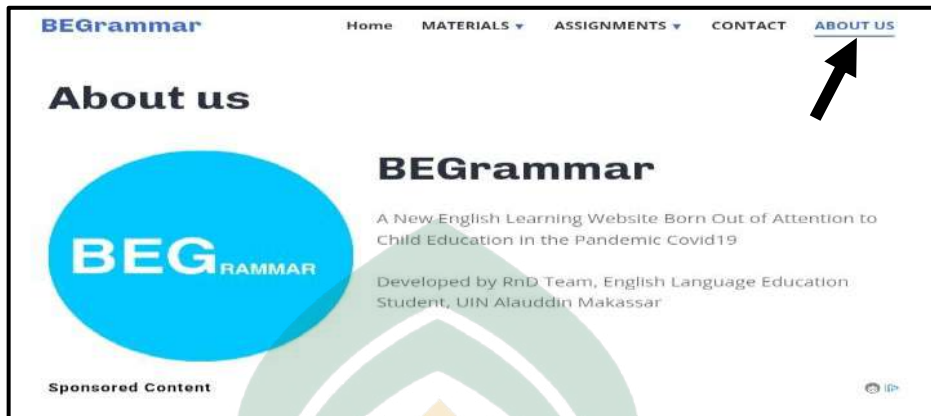 BEGrammar Home MATERIALS ▾ ASSIGNMENTS ▾ CONTACT ABOUT US
About us
BEGRAMMAR
BEGrammar
A New English Learning Website Born Out of Attention to
Child Education in the Pandemic Covid19
Developed by RnD Team, English Language Education
Student, UIN Alauddin Makassar
Sponsored Content